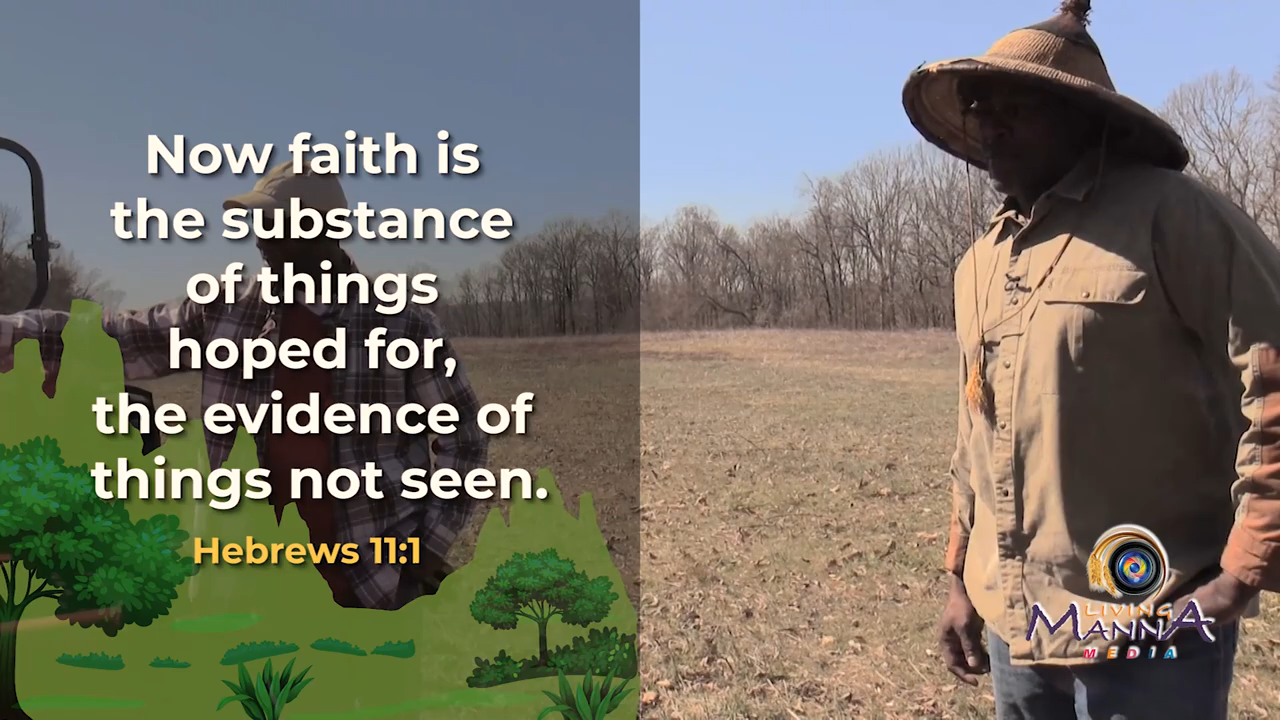 Now faith is
the substance
of things
hoped for,
the evidence of
things not seen.
Hebrews 11:1
LIVING
MANNA
MEDIA